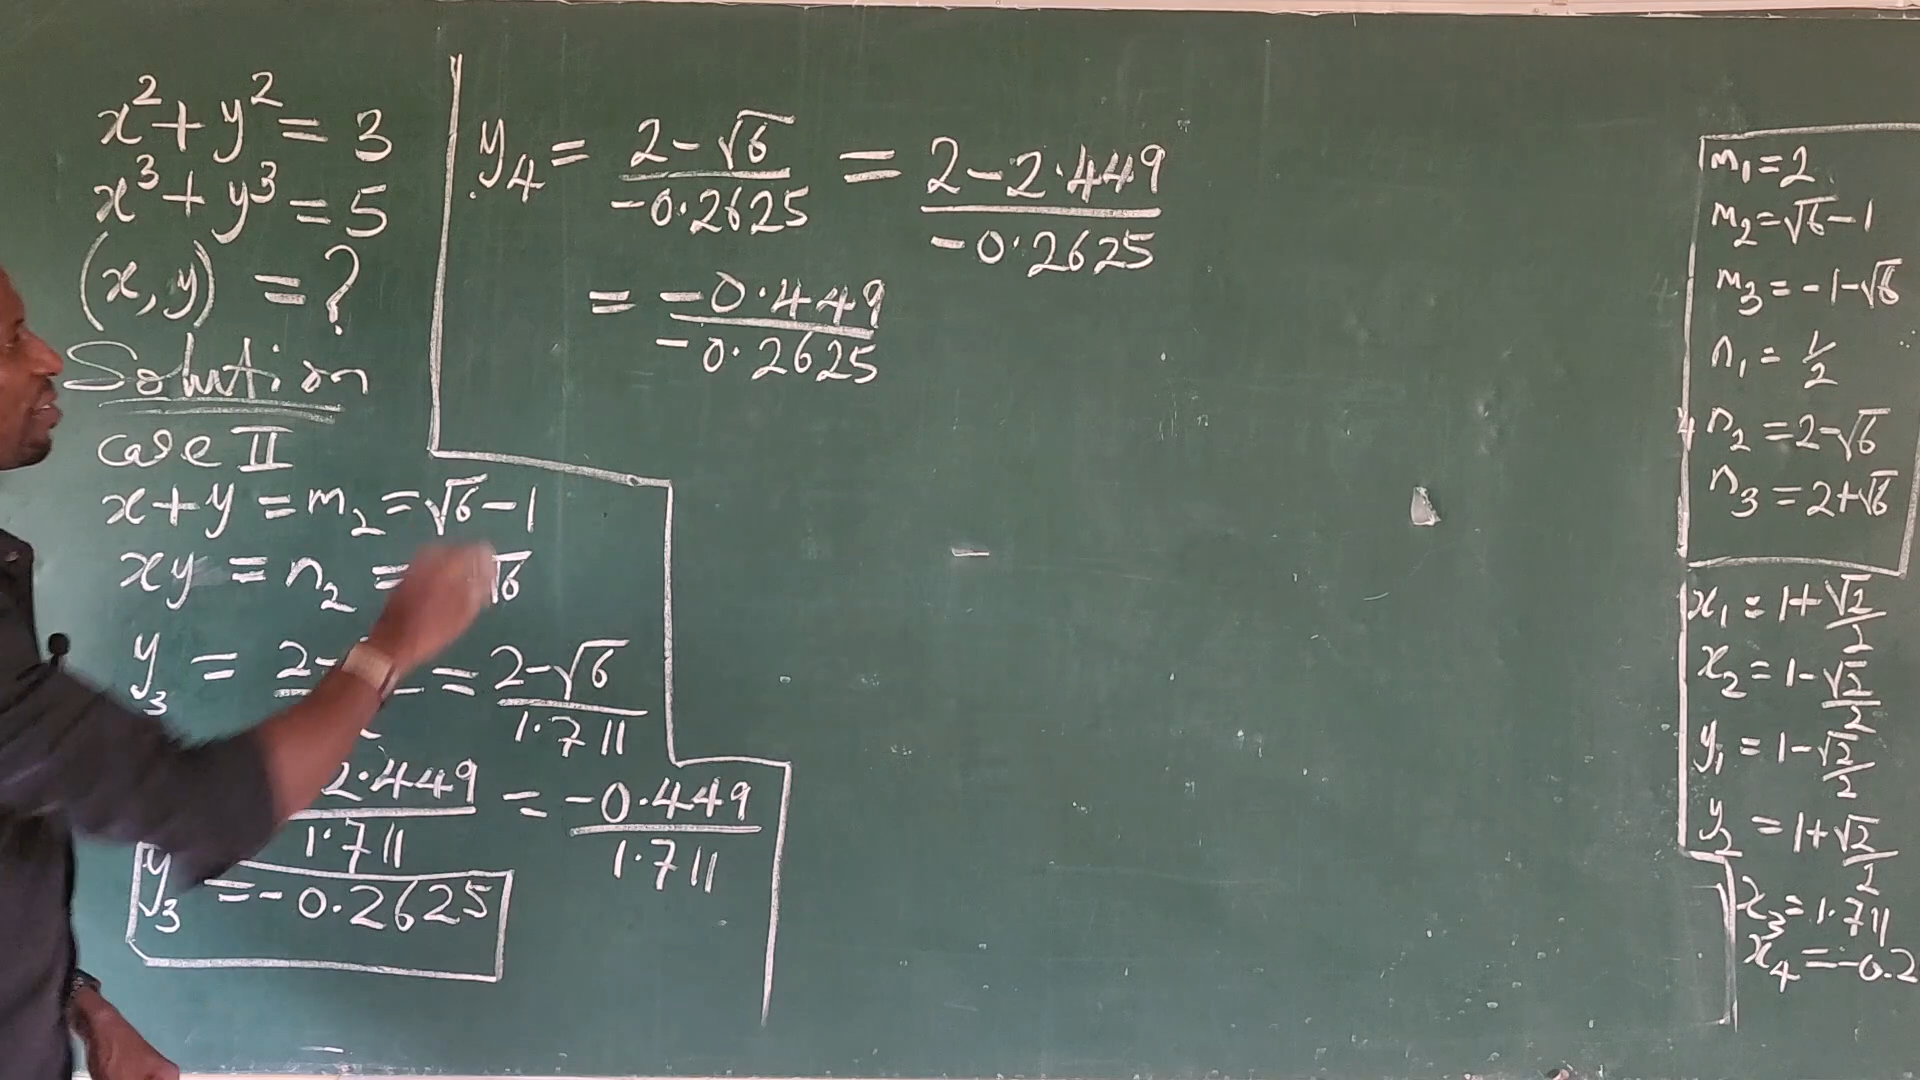 x² + y² = 3
x³ + y³ = 5
(x, y) = ?
Solution
case II
x + y = m₂ = √6 - 1
xy = n₂ = √6
y₃ = 2- = 2-√6/1.711
2.449/1.711 = -0.449/1.711
y₃ = -0.2625
y₄ = 2-√6/-0.2625 = 2-2.449/-0.2625
= -0.449/-0.2625
m₁ = 2
m₂ = √6 - 1
m₃ = -1-√6
n₁ = 1/2
n₂ = 2-√6
n₃ = 2+√6
x₁ = 1+√2/2
x₂ = 1-√2/2
y₁ = 1-√2/2
y₂ = 1+√2/2
x₃ = 1.711
x₄ = -0.2